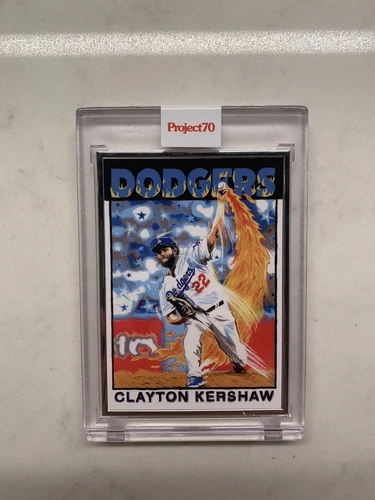 Project70
DODGERS
Dodgers
22
CLAYTON KERSHAW